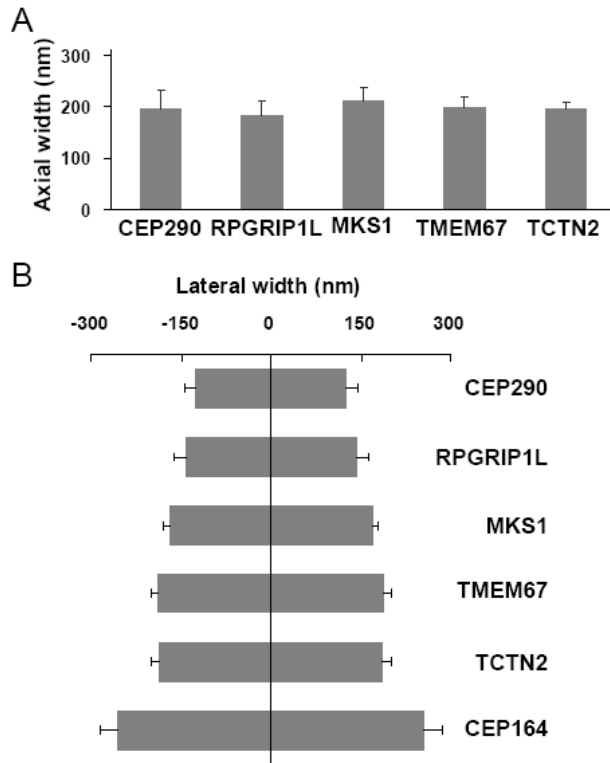 A
Axial width (nm)
300
200
100
0
CEP290 RPGRIP1L MKS1 TMEM67 TCTN2
B
Lateral width (nm)
-300 -150 0 150 300
CEP290
RPGRIP1L
MKS1
TMEM67
TCTN2
CEP164